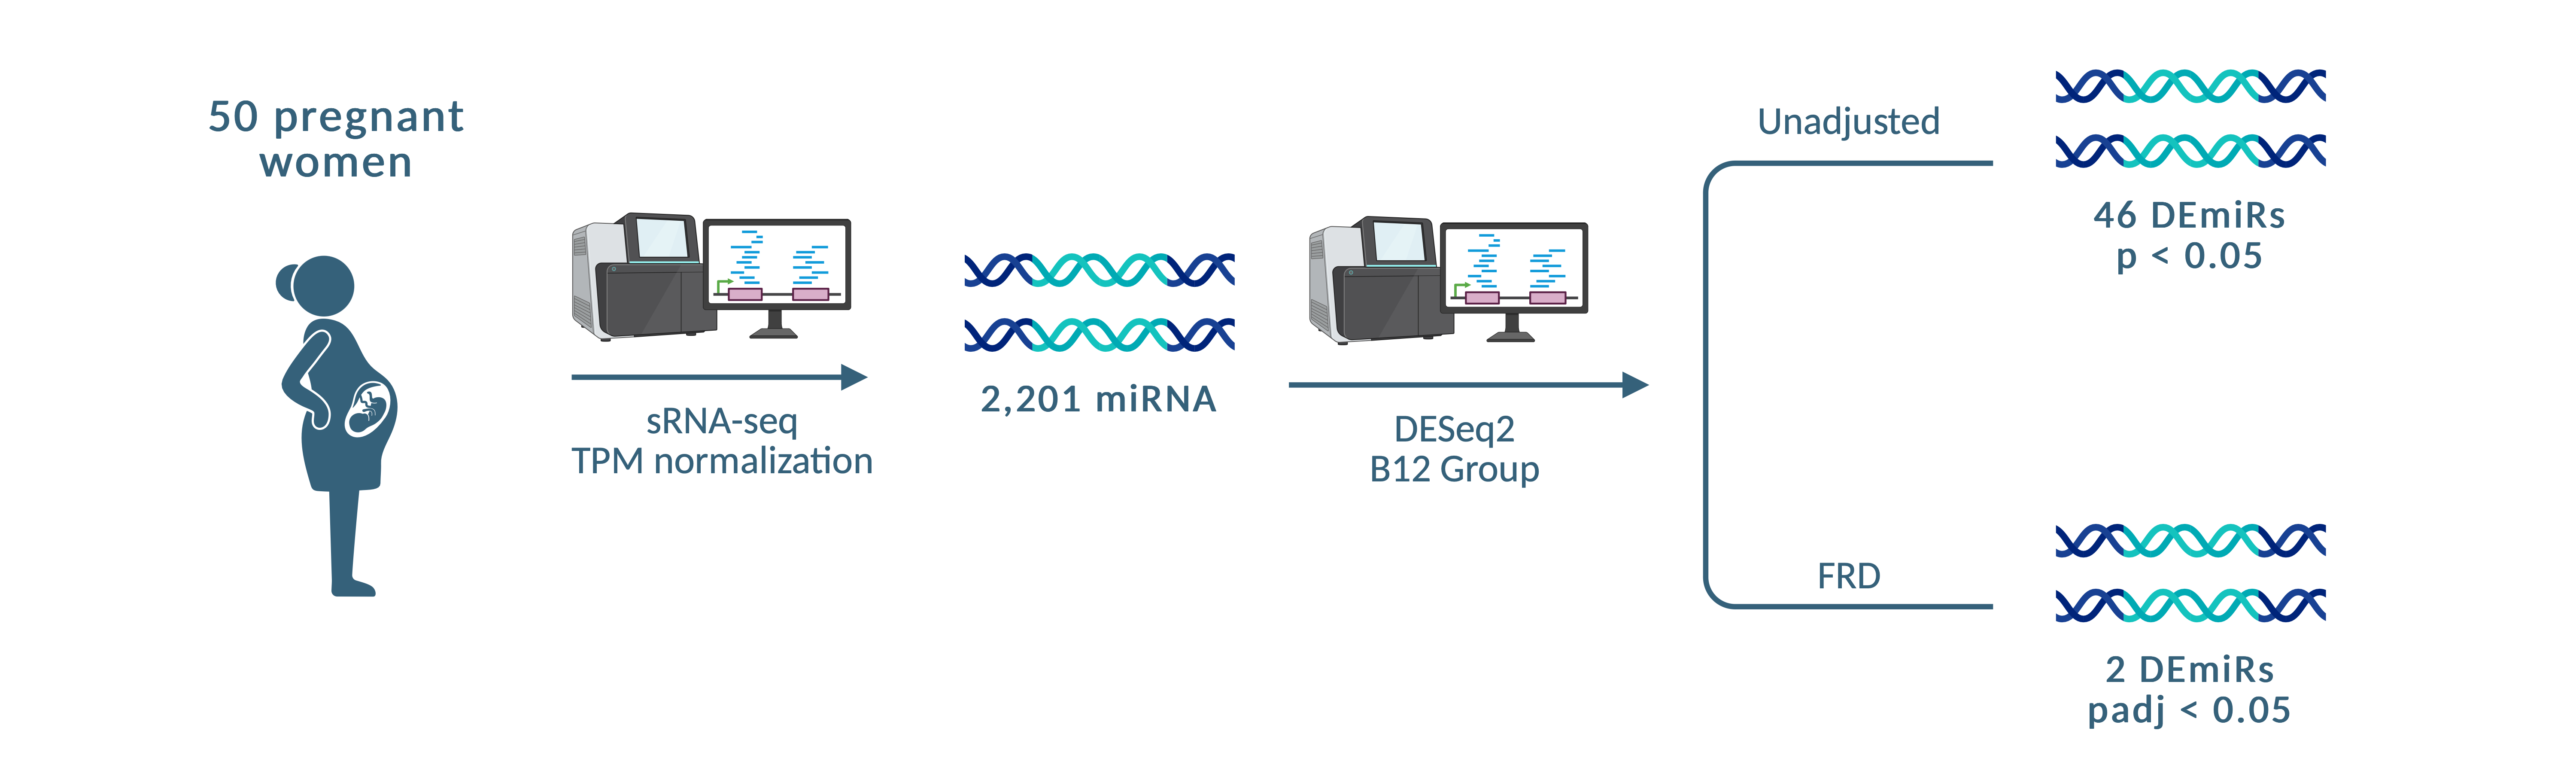 50 pregnant
women
sRNA-seq
TPM normalization
2,201 miRNA
DESeq2
B12 Group
Unadjusted
46 DEmiRs
p < 0.05
FRD
2 DEmiRs
padj < 0.05